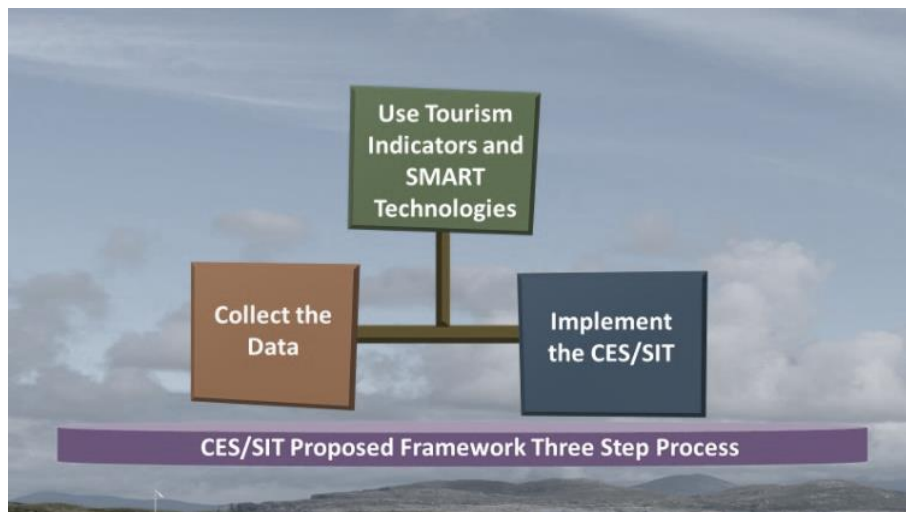 Use Tourism
Indicators and
SMART
Technologies
Collect the
Data
Implement
the CES/SIT
CES/SIT Proposed Framework Three Step Process